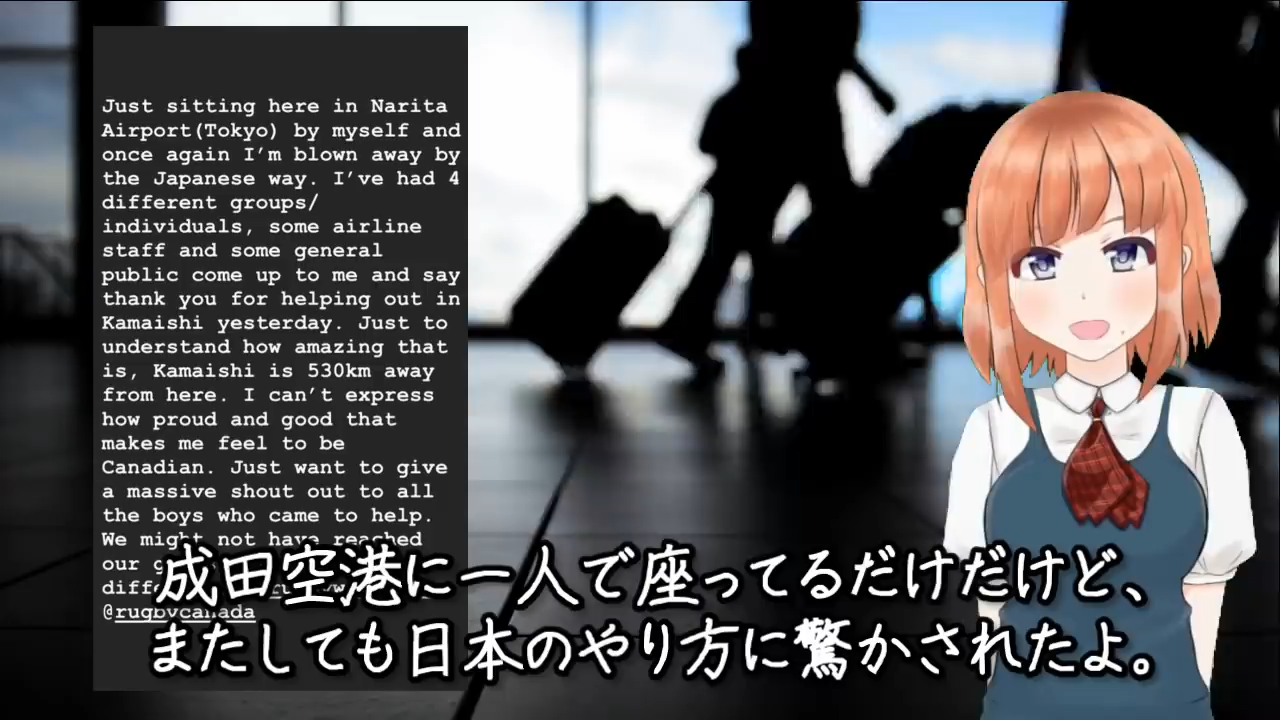 Just sitting here in Narita
Airport(Tokyo) by myself and
once again I'm blown away by
the Japanese way. I've had 4
different groups/
individuals, some airline
staff and some general
public come up to me and say
thank you for helping out in
Kamaishi yesterday. Just to
understand how amazing that
is, Kamaishi is 530km away
from here. I can't express
how proud and good that
makes me feel to be
Canadian. Just want to give
a massive shout out to all
the boys who came to help.
We might not have reached
our
@rugbycanada
成田空港に一人で座ってるだけだけど、
またしても日本のやり方に驚かされたよ。